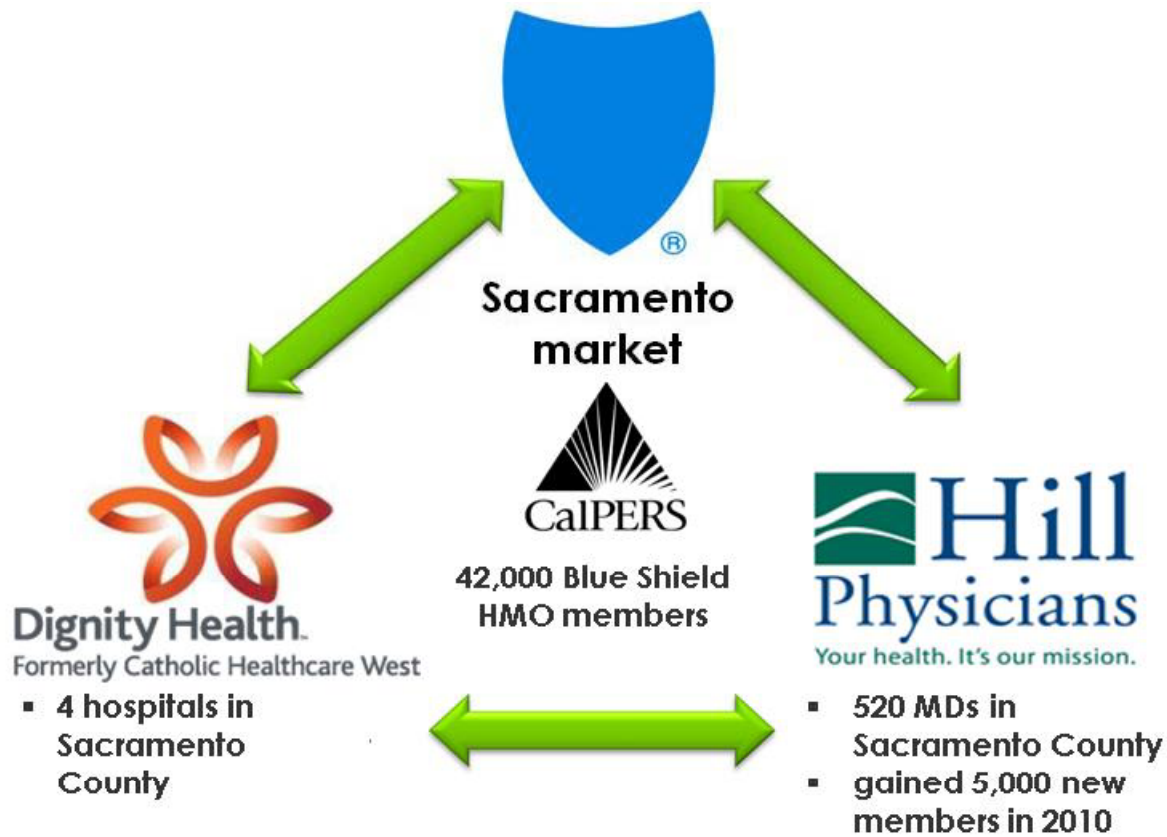 ®
Sacramento
market
CalPERS
42,000 Blue Shield
HMO members
Dignity Health™
Formerly Catholic Healthcare West
▪ 4 hospitals in
Sacramento
County
Hill
Physicians
Your health. It's our mission.
▪ 520 MDs in
Sacramento County
▪ gained 5,000 new
members in 2010